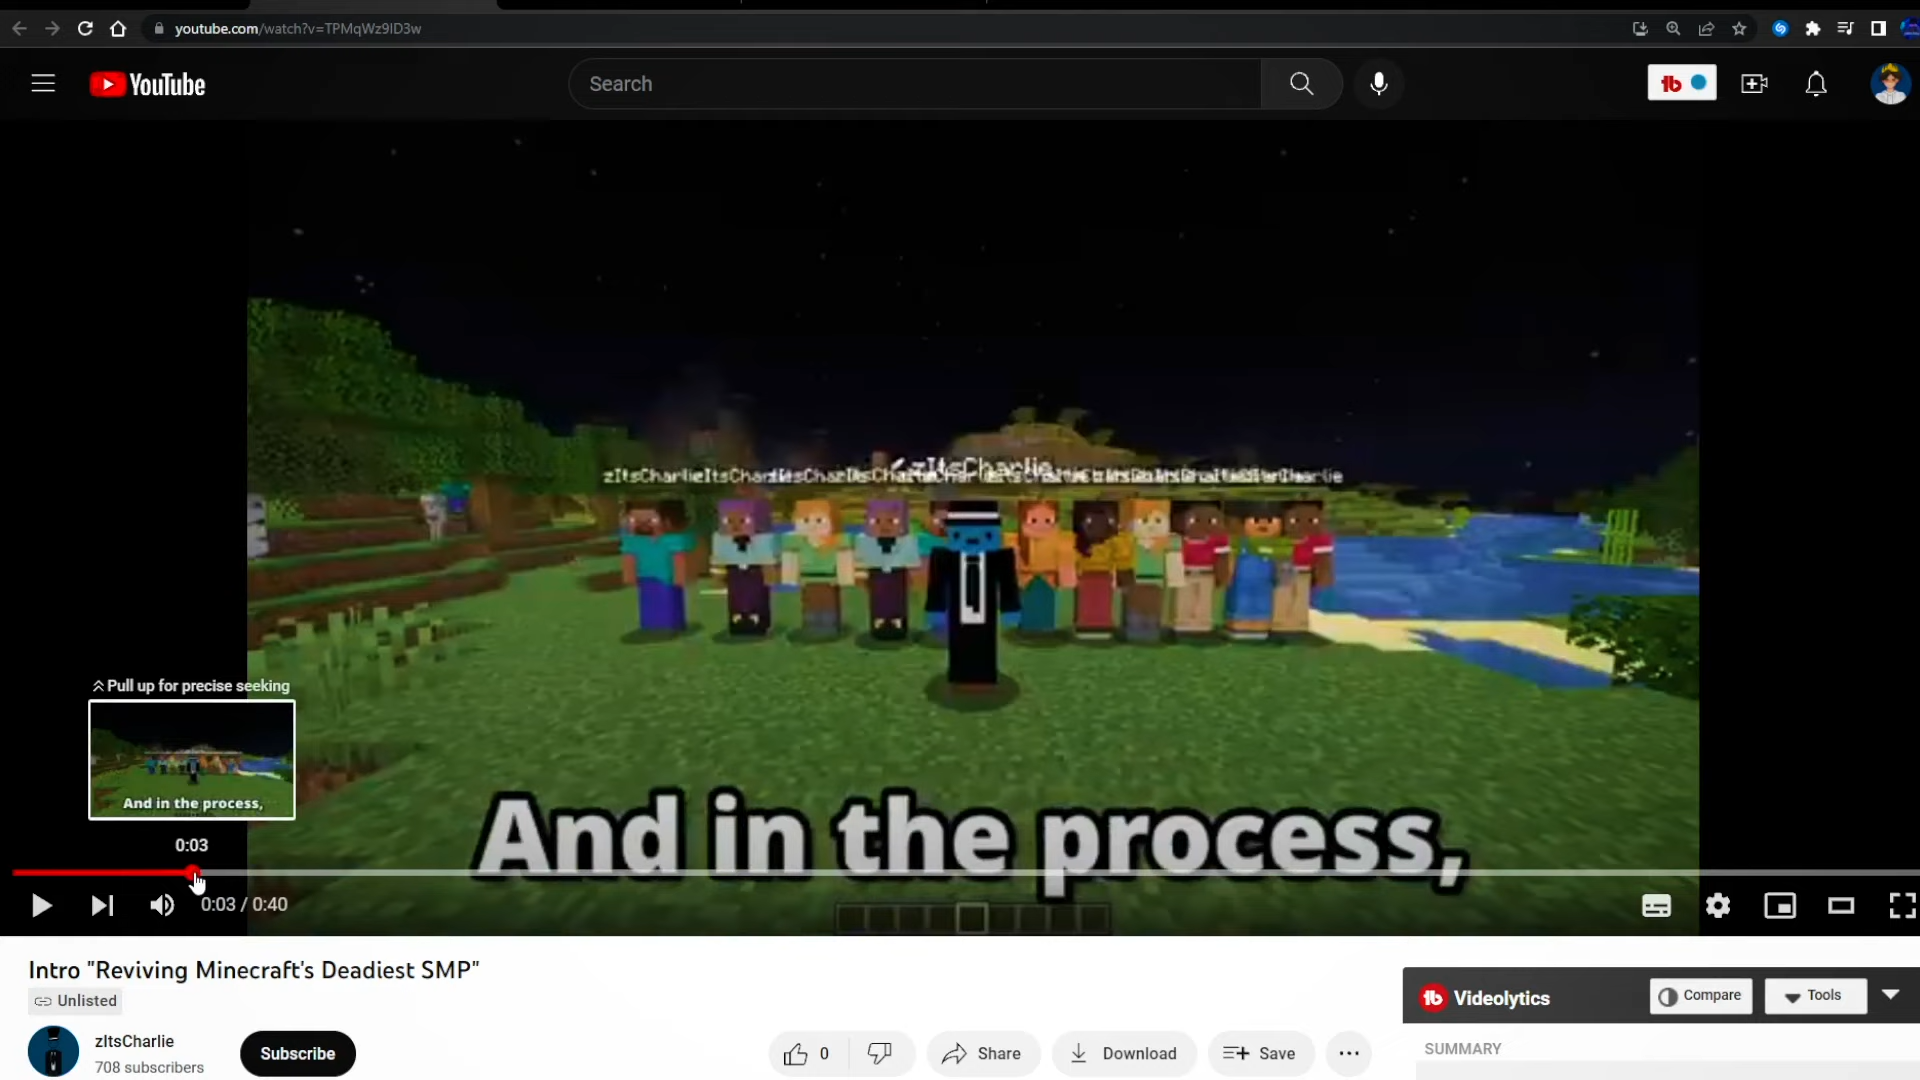 youtube.com/watch?v=TPMqWz9lD3w
YouTube
Search
zItsCharlie
Pull up for precise seeking
And in the process,
0:03
And in the process,
0:03 / 0:40
Intro "Reviving Minecraft's Deadiest SMP"
Unlisted
zItsCharlie
708 subscribers
Subscribe
0
Share
Download
Save
Videolytics
Compare
Tools
SUMMARY